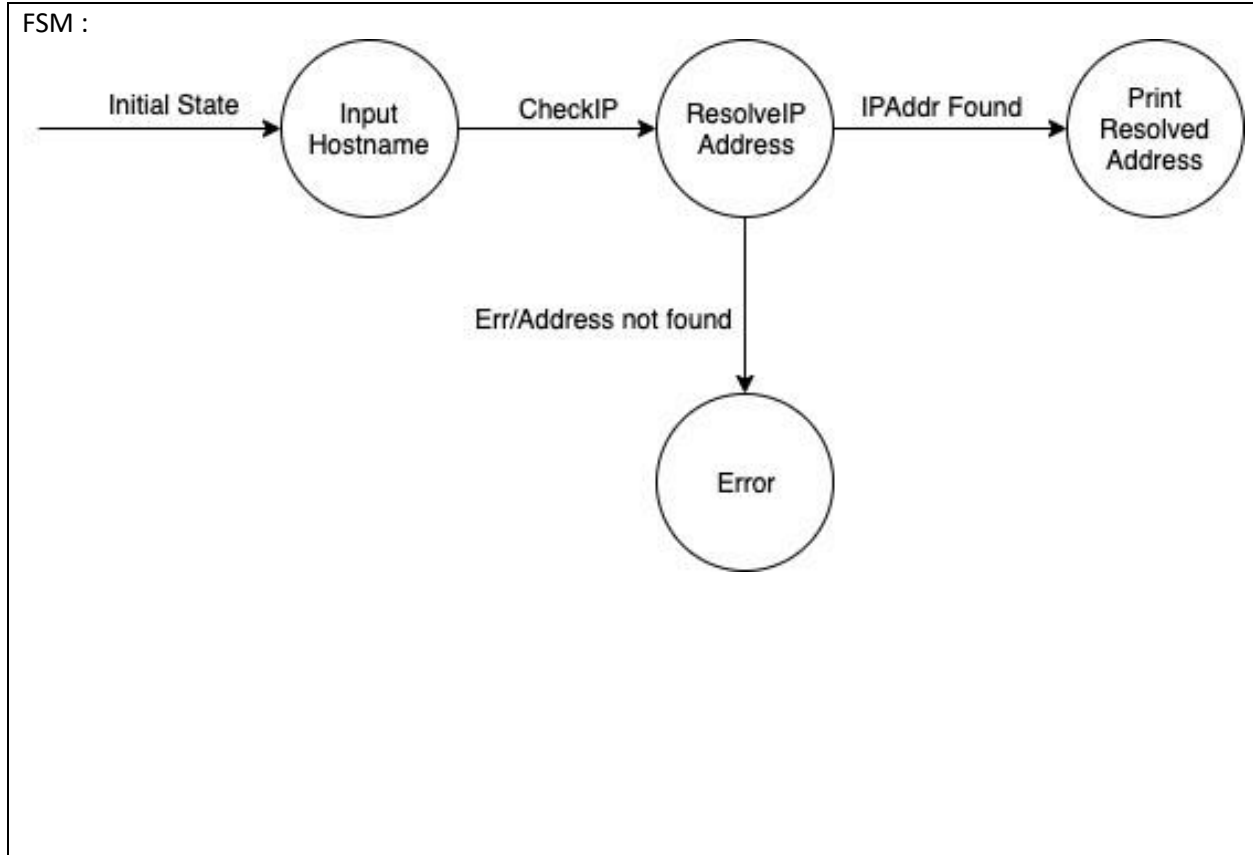 FSM :
Initial State
Input
Hostname
CheckIP
ResolveIP
Address
IPAddr Found
Print
Resolved
Address
Err/Address not found
Error